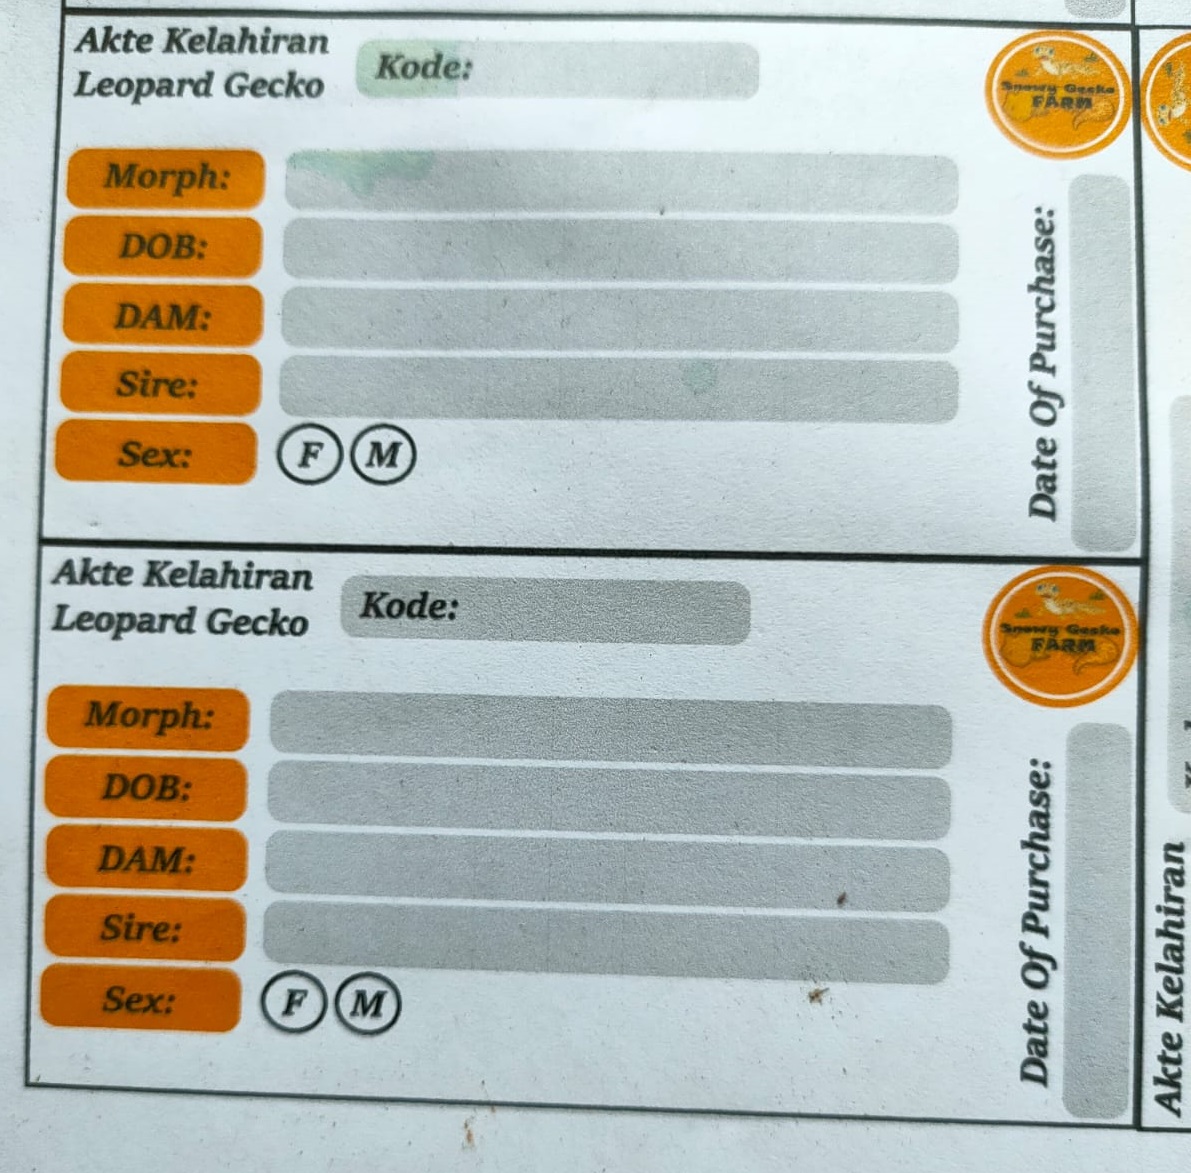 Akte Kelahiran
Leopard Gecko
Kode:
Snowy Gecko
FARM
Morph:
DOB:
DAM:
Sire:
Sex: F M
Date Of Purchase:
Akte Kelahiran
Leopard Gecko
Kode:
Snowy Gecko
FARM
Morph:
DOB:
DAM:
Sire:
Sex: F M
Date Of Purchase:
Akte Kelahiran